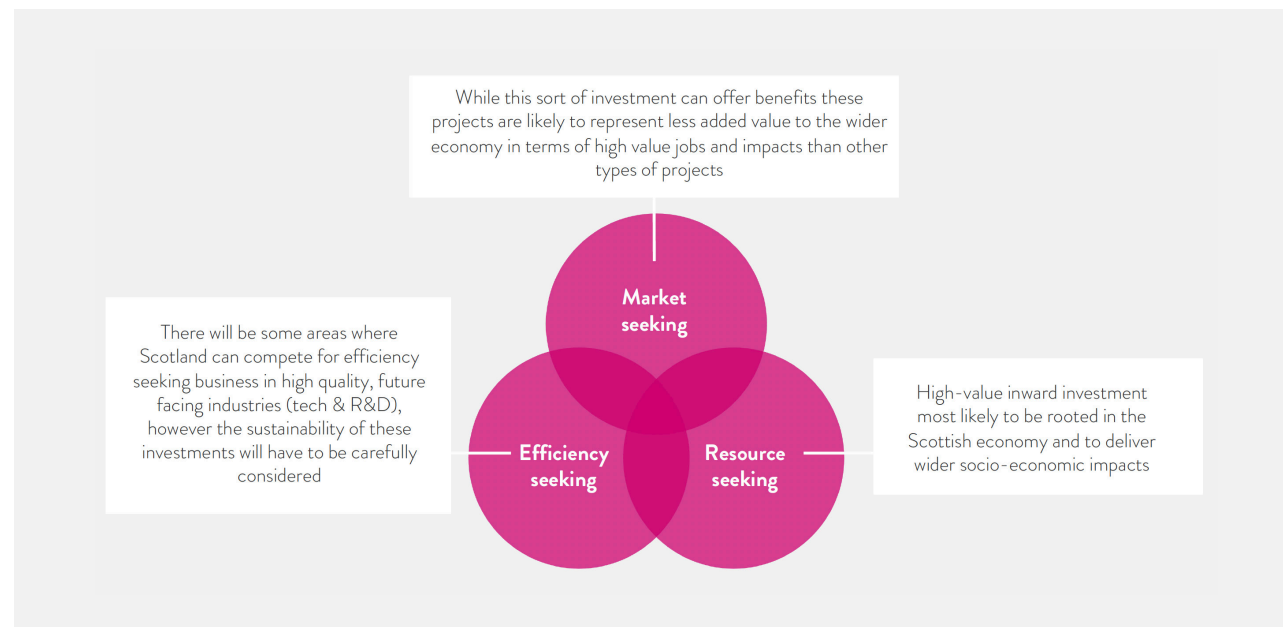 While this sort of investment can offer benefits these
projects are likely to represent less added value to the wider
economy in terms of high value jobs and impacts than other
types of projects
Market
seeking
There will be some areas where
Scotland can compete for efficiency
seeking business in high quality, future
facing industries (tech & R&D),
however the sustainability of these
investments will have to be carefully
considered
Efficiency
seeking
Resource
seeking
High-value inward investment
most likely to be rooted in the
Scottish economy and to deliver
wider socio-economic impacts